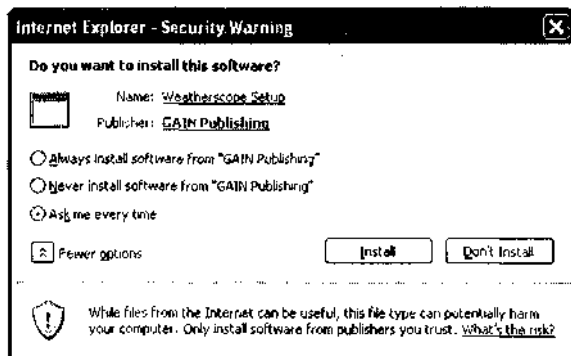 Internet Explorer - Security Warning
Do you want to install this software?
Name: Weatherscope Setup
Publisher: GAIN Publishing
Always install software from "GAIN Publishing"
Never install software from "GAIN Publishing"
Ask me every time
Fewer options
Install
Don't Install
While files from the Internet can be useful, this file type can potentially harm
your computer. Only install software from publishers you trust. What's the risk?